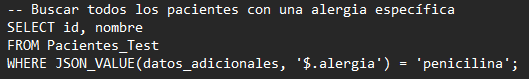 -- Buscar todos los pacientes con una alergia específica
SELECT id, nombre
FROM Pacientes_Test
WHERE JSON_VALUE(datos_adicionales, '$.alergia') = 'penicilina';